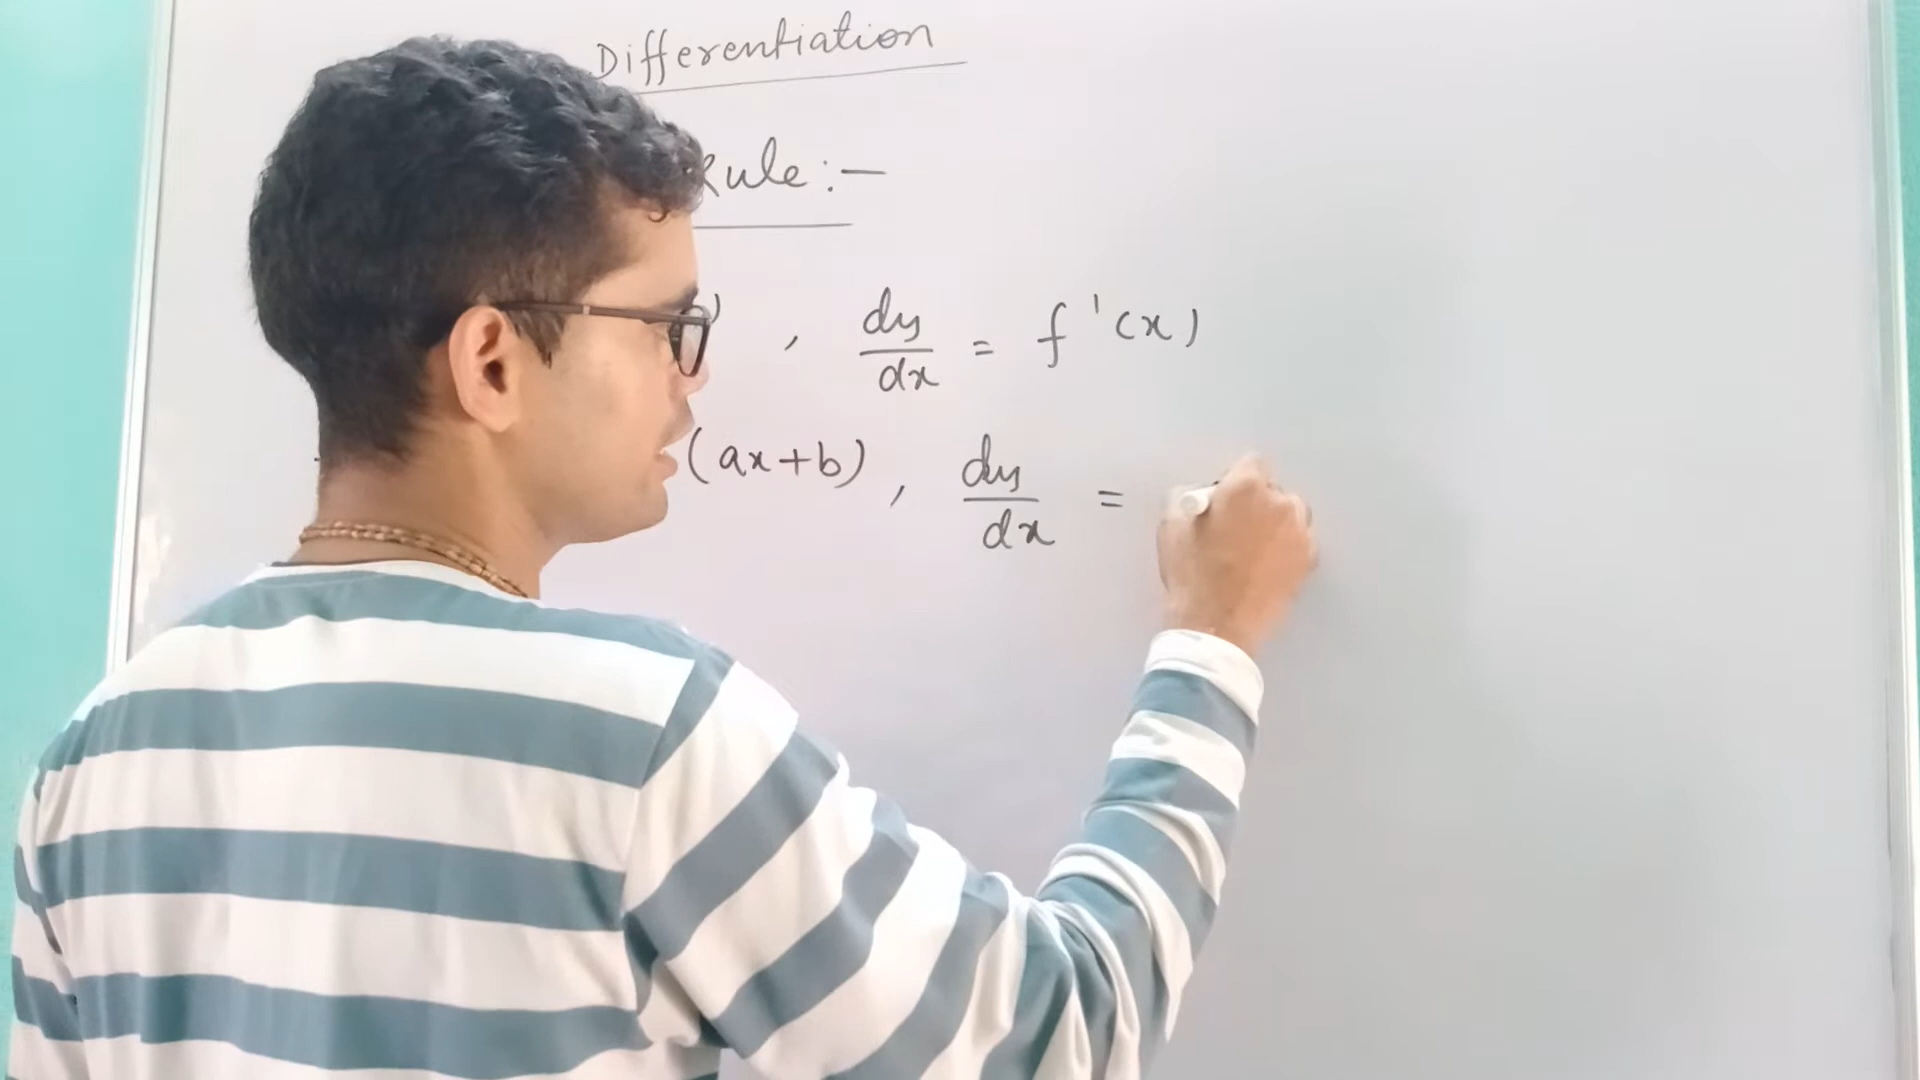 Differentiation
Rule :-
) , dy/dx = f'(x)
(ax+b) , dy/dx =